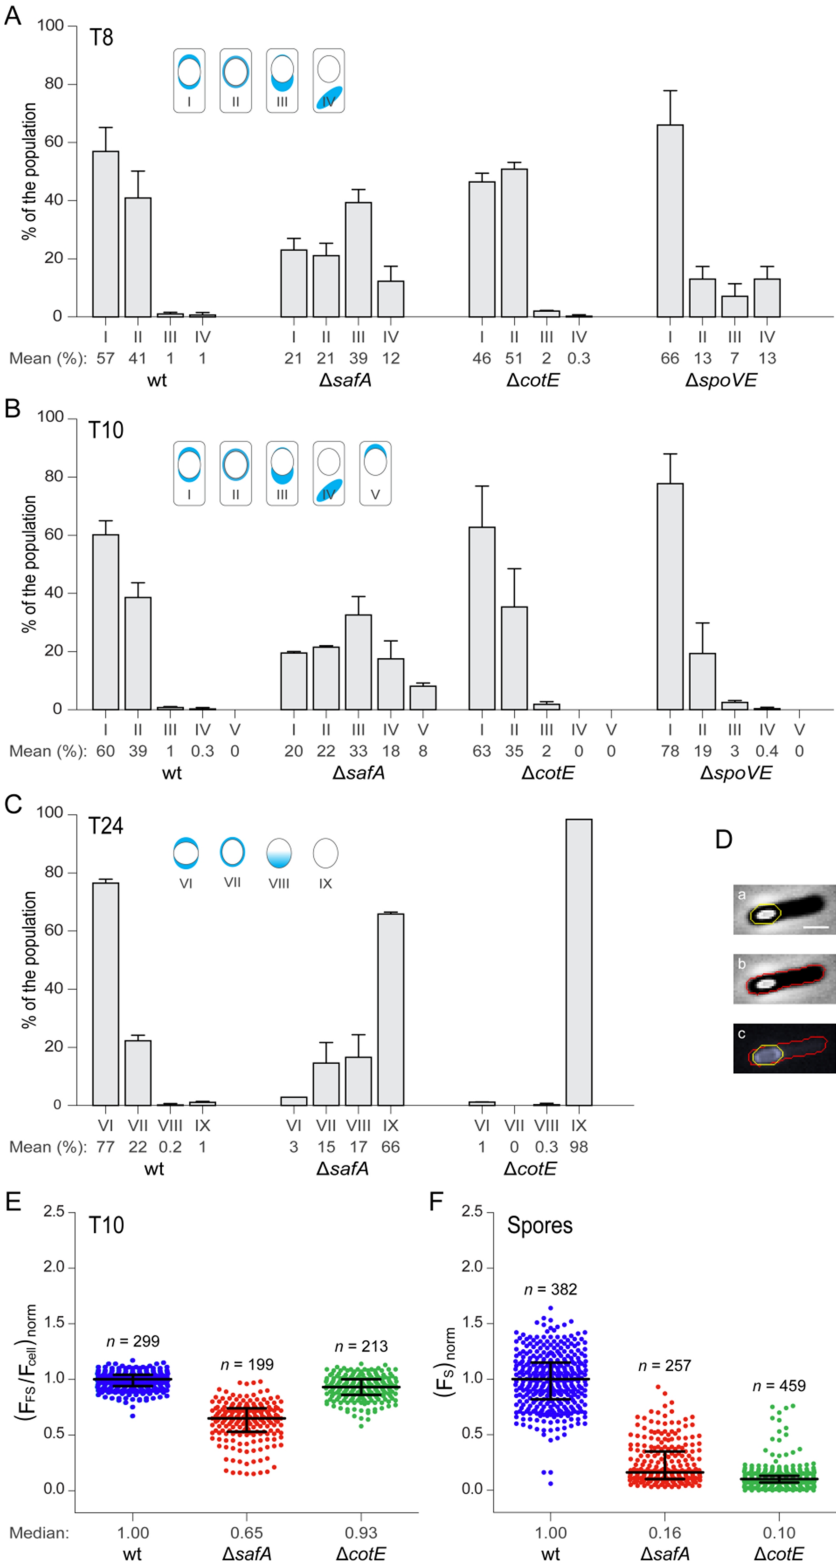 A
T8
100
80
60
40
20
0
% of the population
I II III IV
I II III IV I II III IV I II III IV I II III IV
Mean (%): 57 41 1 1 21 21 39 12 46 51 2 0.3 66 13 7 13
wt ΔsafA ΔcotE ΔspoVE
B
T10
100
80
60
40
20
0
% of the population
I II III IV V
I II III IV V I II III IV V I II III IV V I II III IV V
Mean (%): 60 39 1 0.3 0 20 22 33 18 8 63 35 2 0 0 78 19 3 0.4 0
wt ΔsafA ΔcotE ΔspoVE
C
T24
100
80
60
40
20
0
% of the population
VI VII VIII IX
VI VII VIII IX VI VII VIII IX VI VII VIII IX
Mean (%): 77 22 0.2 1 3 15 17 66 1 0 0.3 98
wt ΔsafA ΔcotE
D
a
b
c
E
T10
2.5
2.0
1.5
1.0
0.5
0.0
(FFS/Fcell)norm
n = 299
n = 199
n = 213
Median: 1.00 0.65 0.93
wt ΔsafA ΔcotE
F
Spores
2.5
2.0
1.5
1.0
0.5
0.0
(FS)norm
n = 382
n = 257
n = 459
1.00 0.16 0.10
wt ΔsafA ΔcotE